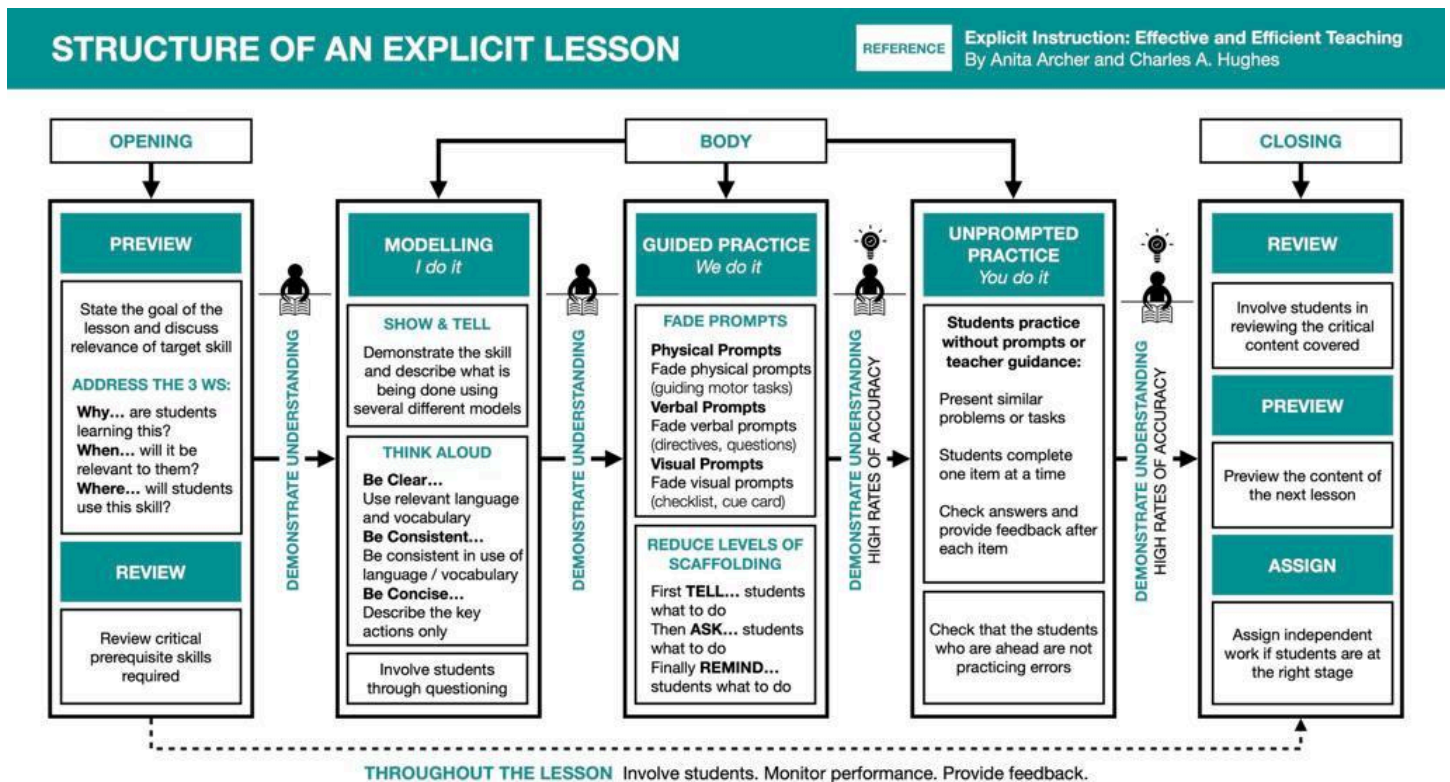 STRUCTURE OF AN EXPLICIT LESSON
REFERENCE
Explicit Instruction: Effective and Efficient Teaching
By Anita Archer and Charles A. Hughes
OPENING
BODY
CLOSING
PREVIEW
State the goal of the
lesson and discuss
relevance of target skill
ADDRESS THE 3 WS:
Why... are students
learning this?
When... will it be
relevant to them?
Where... will students
use this skill?
REVIEW
Review critical
prerequisite skills
required
DEMONSTRATE UNDERSTANDING
MODELLING
I do it
SHOW & TELL
Demonstrate the skill
and describe what is
being done using
several different models
THINK ALOUD
Be Clear...
Use relevant language
and vocabulary
Be Consistent...
Be consistent in use of
language / vocabulary
Be Concise...
Describe the key
actions only
Involve students
through questioning
DEMONSTRATE UNDERSTANDING
GUIDED PRACTICE
We do it
FADE PROMPTS
Physical Prompts
Fade physical prompts
(guiding motor tasks)
Verbal Prompts
Fade verbal prompts
(directives, questions)
Visual Prompts
Fade visual prompts
(checklist, cue card)
REDUCE LEVELS OF
SCAFFOLDING
First TELL... students
what to do
Then ASK... students
what to do
Finally REMIND...
students what to do
DEMONSTRATE UNDERSTANDING
HIGH RATES OF ACCURACY
UNPROMPTED
PRACTICE
You do it
Students practice
without prompts or
teacher guidance:
Present similar
problems or tasks
Students complete
one item at a time
Check answers and
provide feedback after
each item
Check that the students
who are ahead are not
practicing errors
DEMONSTRATE UNDERSTANDING
HIGH RATES OF ACCURACY
REVIEW
Involve students in
reviewing the critical
content covered
PREVIEW
Preview the content of
the next lesson
ASSIGN
Assign independent
work if students are at
the right stage
THROUGHOUT THE LESSON Involve students. Monitor performance. Provide feedback.